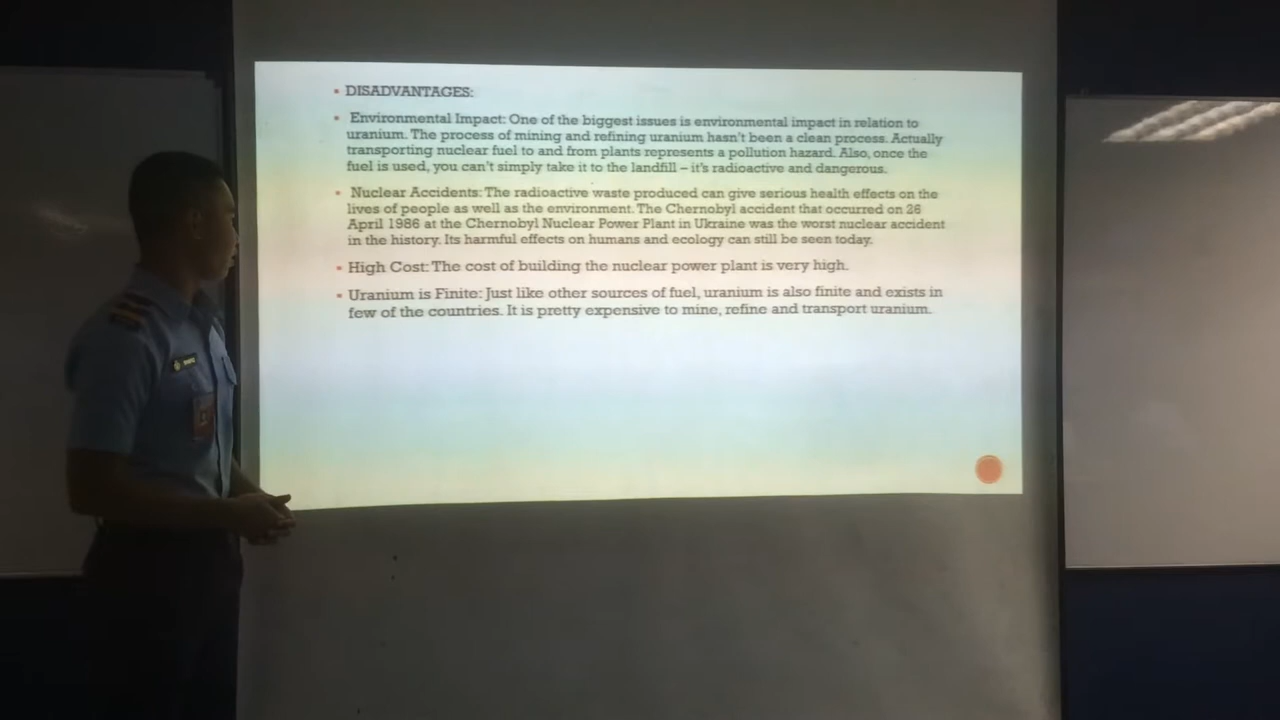 DISADVANTAGES:
Environmental Impact: One of the biggest issues is environmental impact in relation to
uranium. The process of mining and refining uranium hasn't been a clean process. Actually
transporting nuclear fuel to and from plants represents a pollution hazard. Also, once the
fuel is used, you can't simply take it to the landfill – it's radioactive and dangerous.
Nuclear Accidents: The radioactive waste produced can give serious health effects on the
lives of people as well as the environment. The Chernobyl accident that occurred on 26
April 1986 at the Chernobyl Nuclear Power Plant in Ukraine was the worst nuclear accident
in the history. Its harmful effects on humans and ecology can still be seen today.
High Cost: The cost of building the nuclear power plant is very high.
Uranium is Finite: Just like other sources of fuel, uranium is also finite and exists in
few of the countries. It is pretty expensive to mine, refine and transport uranium.